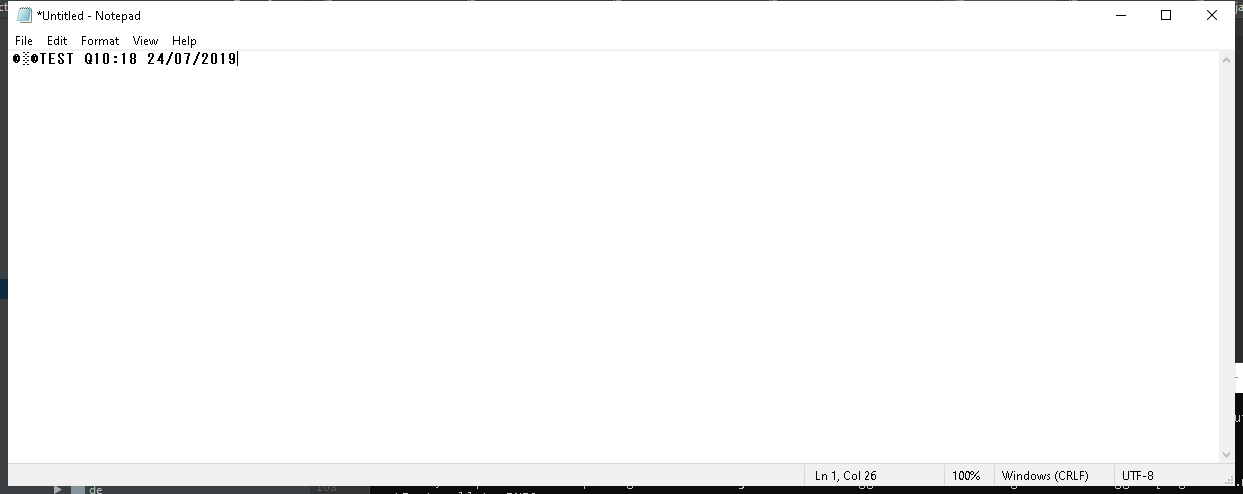 *Untitled - Notepad
File Edit Format View Help
TEST Q10:18 24/07/2019
Ln 1, Col 26 100% Windows (CRLF) UTF-8
de
103